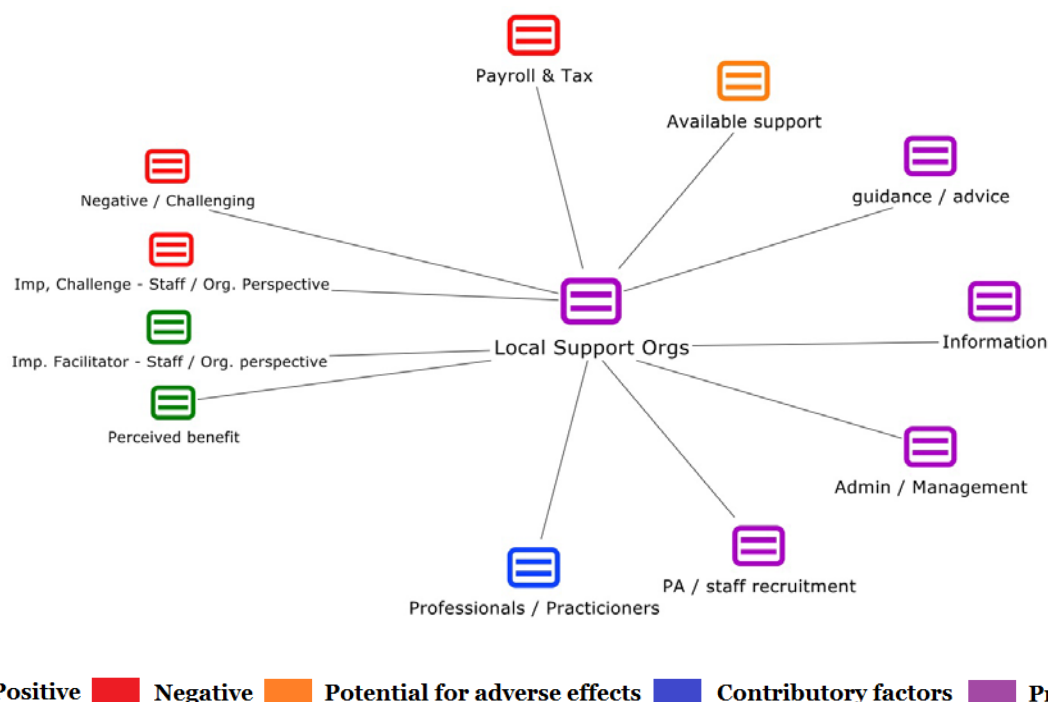 Payroll & Tax
Available support
Negative / Challenging
guidance / advice
Imp, Challenge - Staff / Org. Perspective
Information
Local Support Orgs
Imp. Facilitator - Staff / Org. perspective
Perceived benefit
Admin / Management
PA / staff recruitment
Professionals / Practicioners
Positive Negative Potential for adverse effects Contributory factors